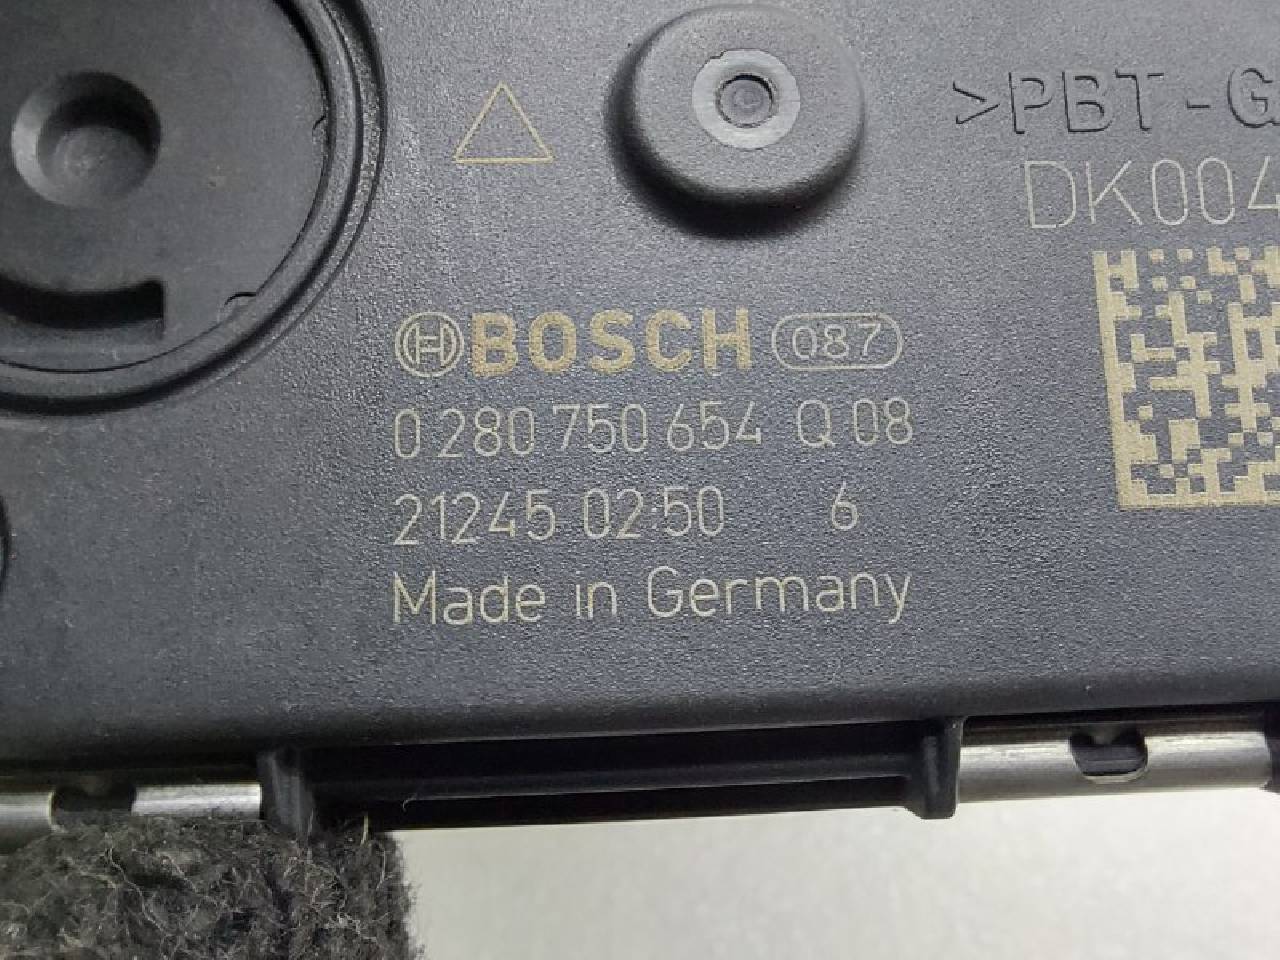 >PBT-G
DK004
BOSCH 087
0 280 750 654 Q 08
21245 02:50 6
Made in Germany